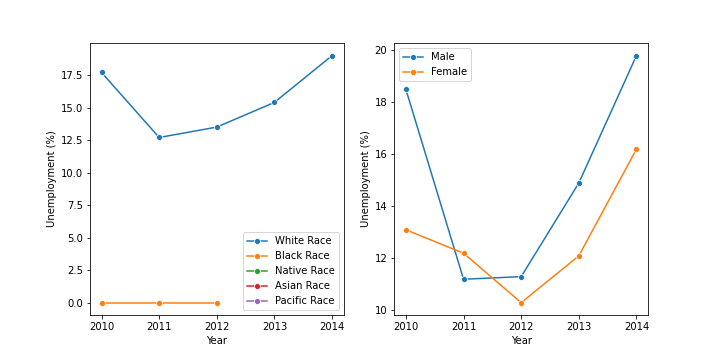 Unemployment (%)
17.5
15.0
12.5
10.0
7.5
5.0
2.5
0.0
White Race
Black Race
Native Race
Asian Race
Pacific Race
2010 2011 2012 2013 2014
Year
Unemployment (%)
20
18
16
14
12
10
Male
Female
2010 2011 2012 2013 2014
Year